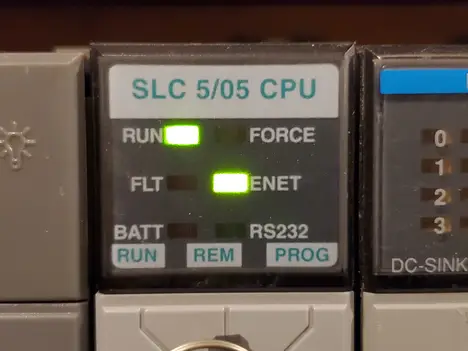 SLC 5/05 CPU
RUN FORCE
FLT ENET
BATT RS232
RUN REM PROG
0
1
2
3
DC-SINK